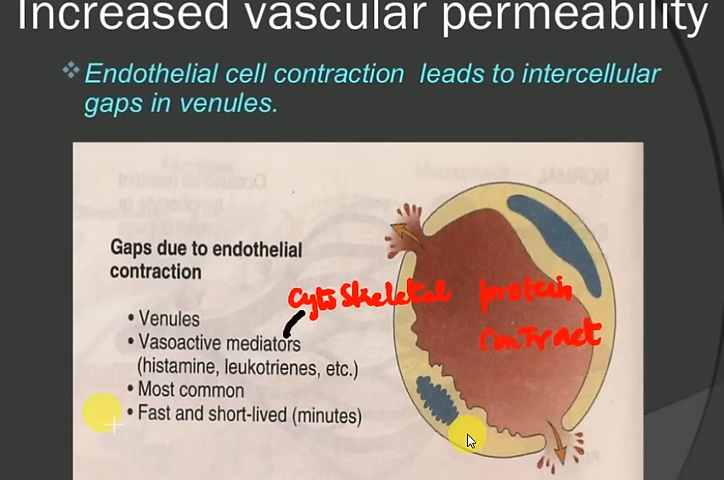 Increased vascular permeability
Endothelial cell contraction leads to intercellular
gaps in venules.
Gaps due to endothelial
contraction
cytoskeletal protein
contract
• Venules
• Vasoactive mediators
(histamine, leukotrienes, etc.)
• Most common
• Fast and short-lived (minutes)